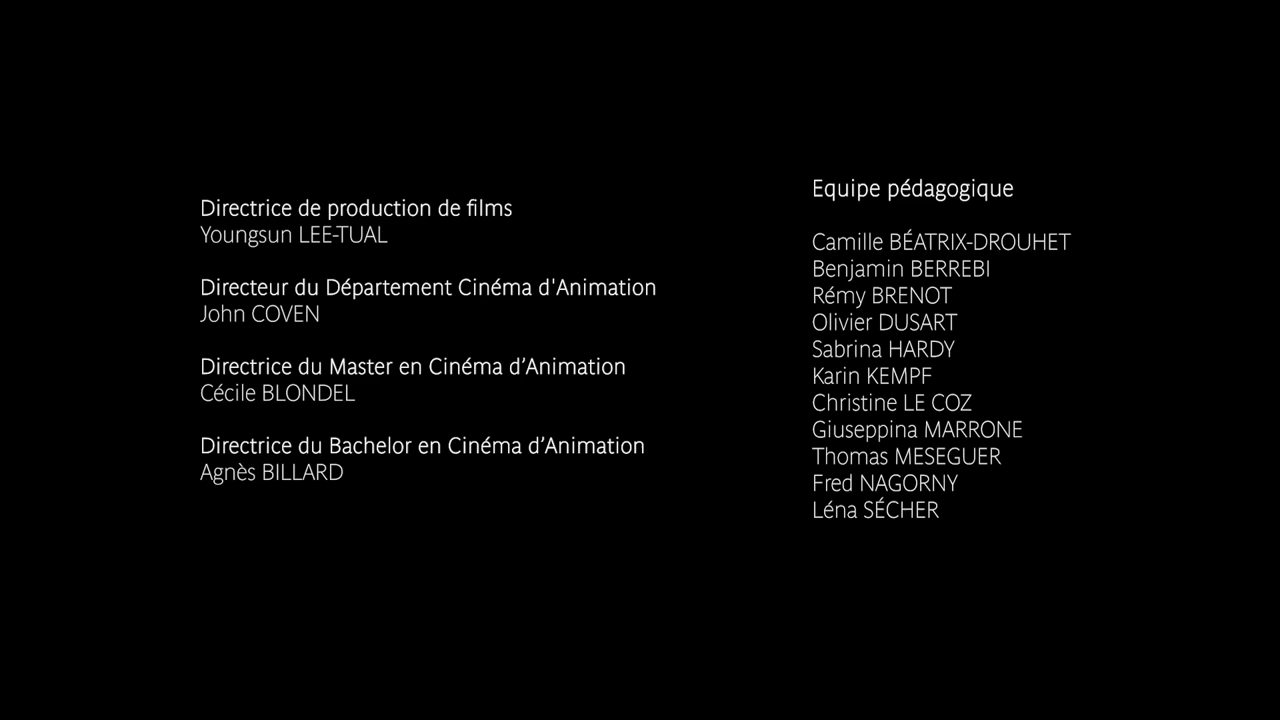 Directrice de production de films
Youngsun LEE-TUAL
Directeur du Département Cinéma d'Animation
John COVEN
Directrice du Master en Cinéma d’Animation
Cécile BLONDEL
Directrice du Bachelor en Cinéma d’Animation
Agnès BILLARD
Equipe pédagogique
Camille BÉATRIX-DROUHET
Benjamin BERREBI
Rémy BRENOT
Olivier DUSART
Sabrina HARDY
Karin KEMPF
Christine LE COZ
Giuseppina MARRONE
Thomas MESEGUER
Fred NAGORNY
Léna SÉCHER